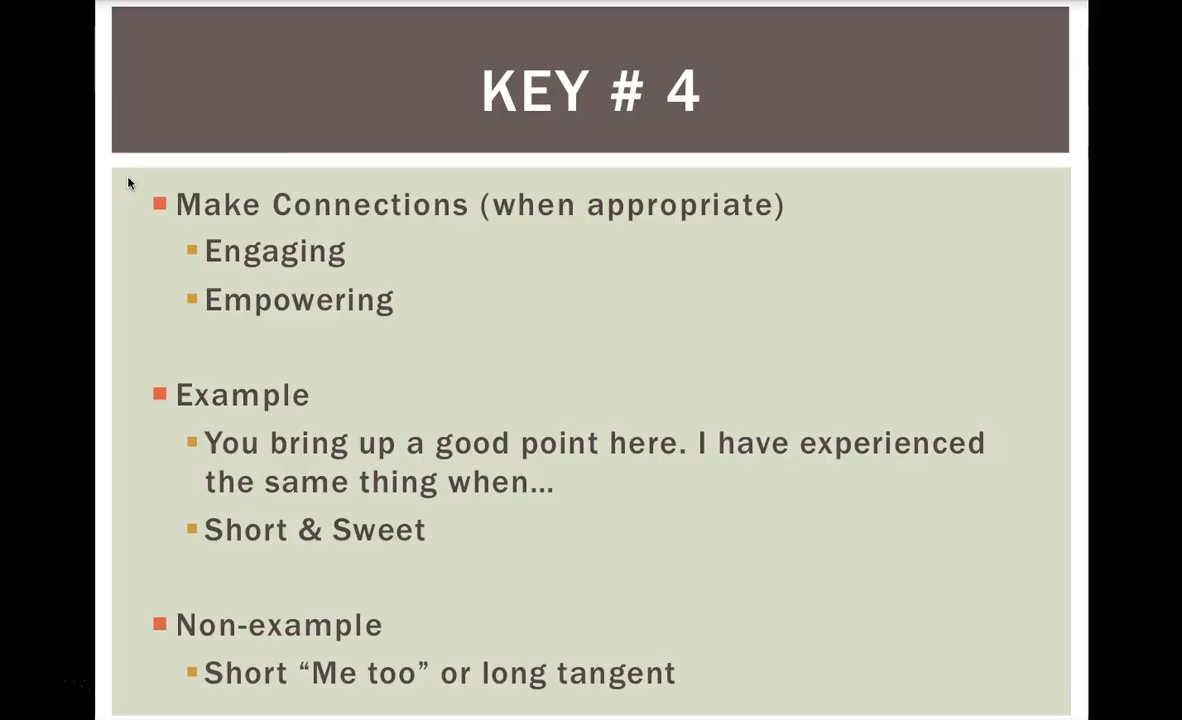 KEY # 4
Make Connections (when appropriate)
Engaging
Empowering
Example
You bring up a good point here. I have experienced
the same thing when...
Short & Sweet
Non-example
Short “Me too” or long tangent